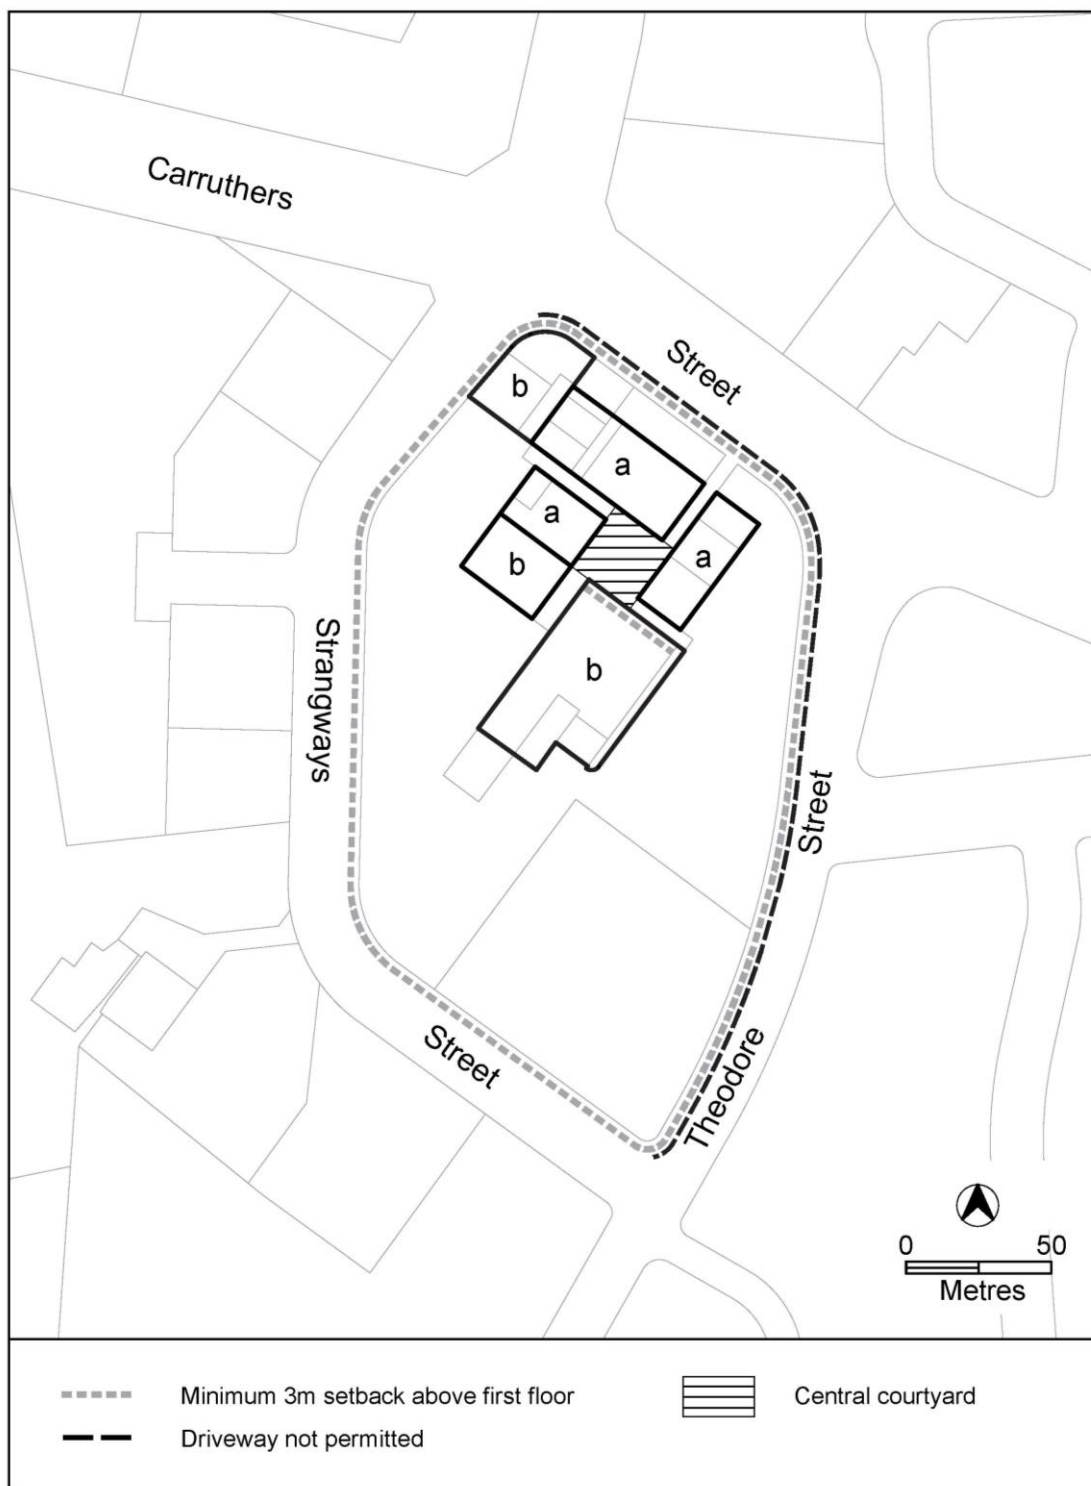 Carruthers
Street
b
a
a
b
a
b
Strangways
Street
Street
Theodore
0 50
Metres
Minimum 3m setback above first floor
Central courtyard
Driveway not permitted